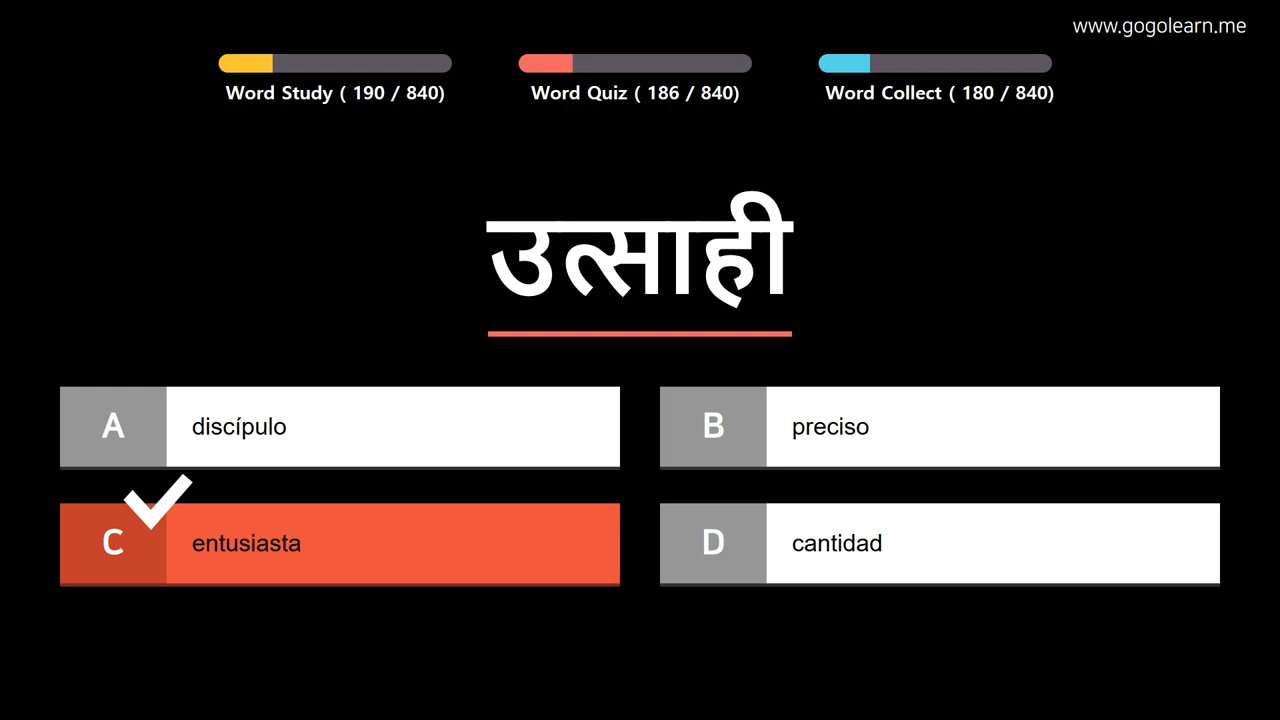 www.gogolearn.me
Word Study ( 190 / 840)
Word Quiz ( 186 / 840)
Word Collect ( 180 / 840)
उत्साही
A discípulo
B preciso
C entusiasta
D cantidad